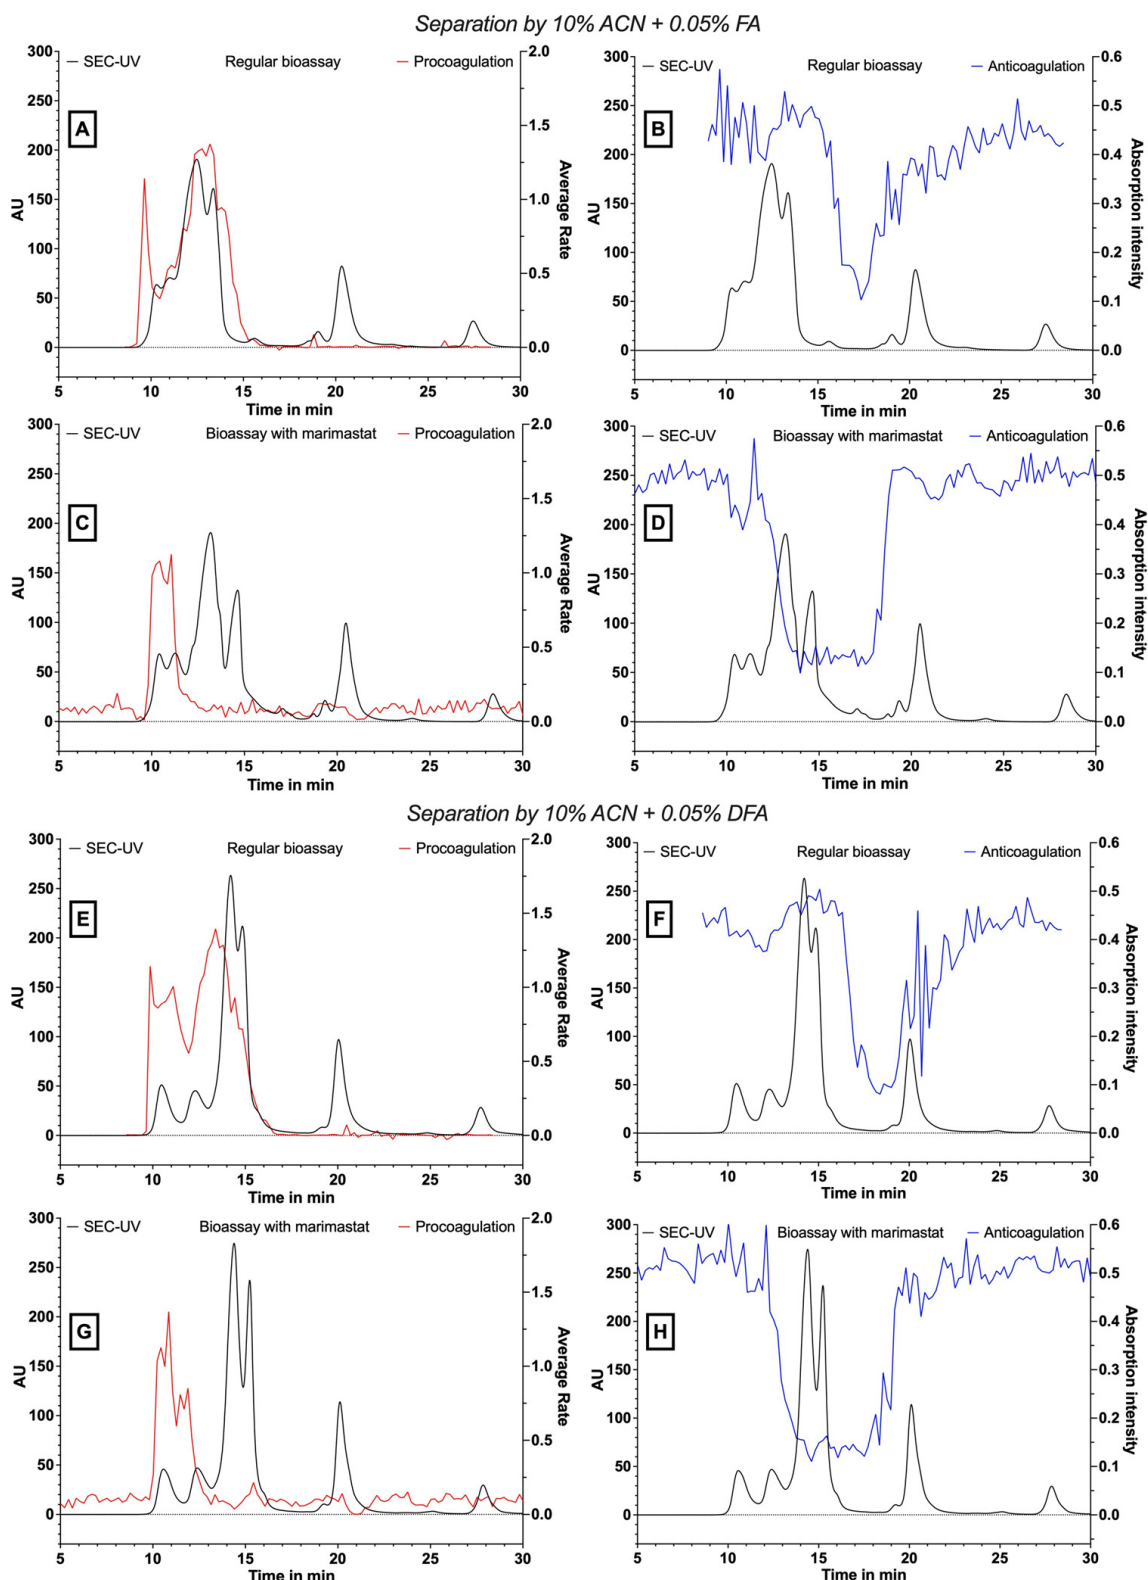 Separation by 10% ACN + 0.05% FA
SEC-UV Regular bioassay Procoagulation
A
300
250
200
150
100
50
0
AU
2.0
1.5
1.0
0.5
0.0
Average Rate
5 10 15 20 25 30
Time in min
SEC-UV Regular bioassay Anticoagulation
B
300
250
200
150
100
50
0
AU
0.6
0.5
0.4
0.3
0.2
0.1
0.0
Absorption intensity
5 10 15 20 25 30
Time in min
SEC-UV Bioassay with marimastat Procoagulation
C
300
250
200
150
100
50
0
AU
2.0
1.5
1.0
0.5
0.0
Average Rate
5 10 15 20 25 30
Time in min
SEC-UV Bioassay with marimastat Anticoagulation
D
300
250
200
150
100
50
0
AU
0.6
0.5
0.4
0.3
0.2
0.1
0.0
Absorption intensity
5 10 15 20 25 30
Time in min
Separation by 10% ACN + 0.05% DFA
SEC-UV Regular bioassay Procoagulation
E
300
250
200
150
100
50
0
AU
2.0
1.5
1.0
0.5
0.0
Average Rate
5 10 15 20 25 30
Time in min
SEC-UV Regular bioassay Anticoagulation
F
300
250
200
150
100
50
0
AU
0.6
0.5
0.4
0.3
0.2
0.1
0.0
Absorption intensity
5 10 15 20 25 30
Time in min
SEC-UV Bioassay with marimastat Procoagulation
G
300
250
200
150
100
50
0
AU
2.0
1.5
1.0
0.5
0.0
Average Rate
5 10 15 20 25 30
Time in min
SEC-UV Bioassay with marimastat Anticoagulation
H
300
250
200
150
100
50
0
AU
0.6
0.5
0.4
0.3
0.2
0.1
0.0
Absorption intensity
5 10 15 20 25 30
Time in min